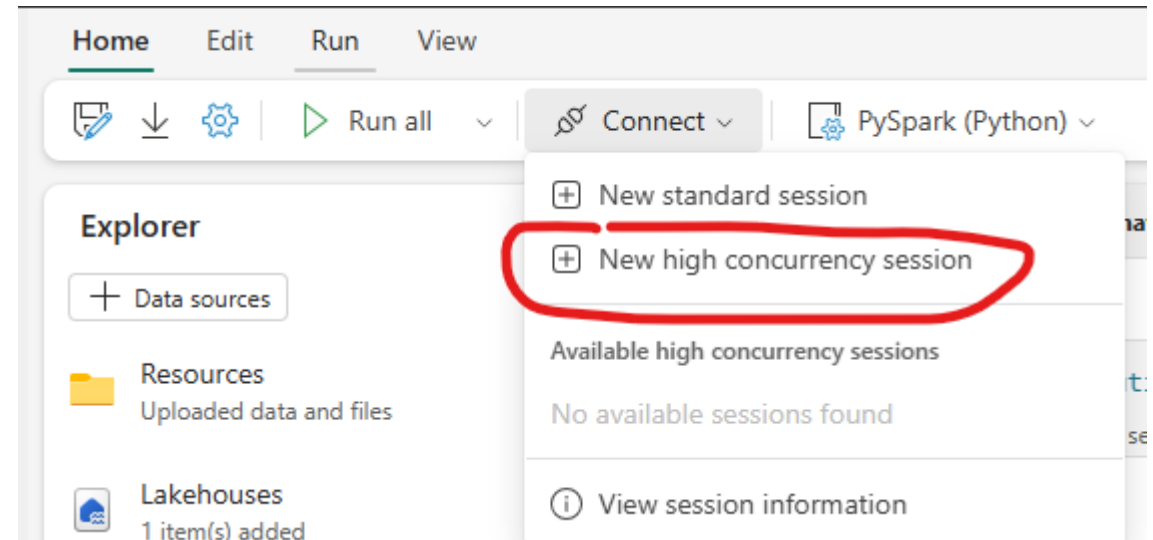 Home Edit Run View
Run all Connect PySpark (Python)
New standard session
Explorer
New high concurrency session
Data sources
Available high concurrency sessions
Resources
Uploaded data and files
No available sessions found
Lakehouses
1 item(s) added
View session information